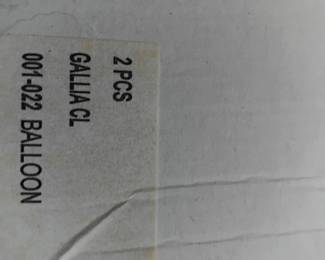 2 PCS
GALLIA CL
001-022 BALLOON